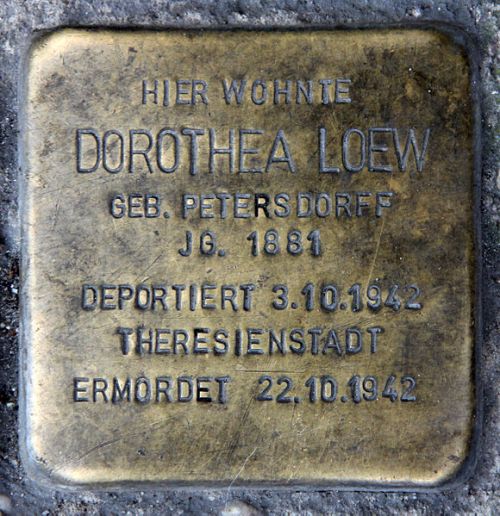 HIER WOHNTE
DOROTHEA LOEW
GEB. PETERSDORFF
JG. 1881
DEPORTIERT 3.10.1942
THERESIENSTADT
ERMORDET 22.10.1942